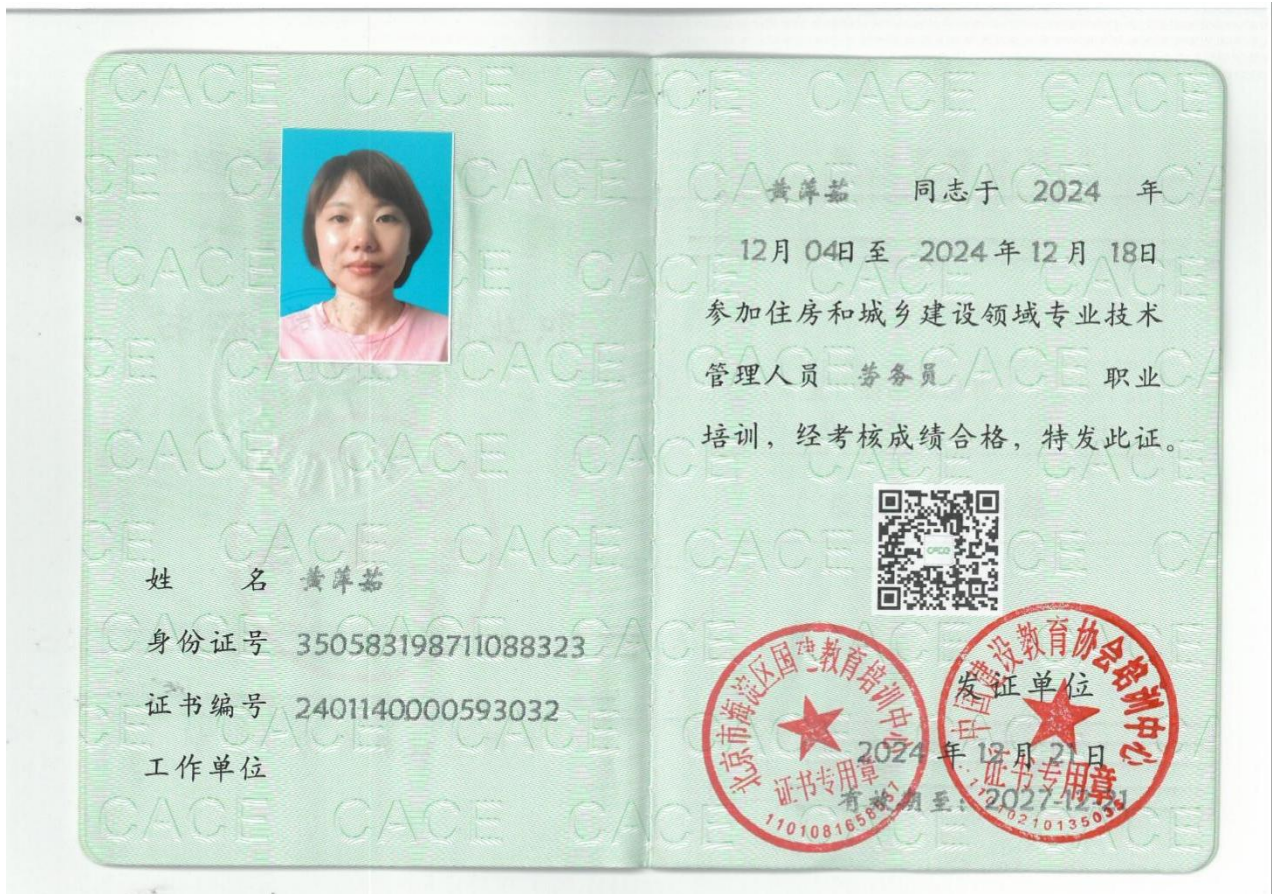 姓 名 黄萍茹
身份证号 350583198711088323
证书编号 2401140000593032
工作单位
黄萍茹 同志于 2024 年
12月 04日 至 2024 年 12 月 18日
参加住房和城乡建设领域专业技术
管理人员 劳务员 职业
培训，经考核成绩合格，特发此证。
发证单位
2024 年 12 月 21 日
有效期至：2027-12-21
北京市海淀区国建教育培训中心
证书专用章
中国建设教育协会培训中心
证书专用章
CACE